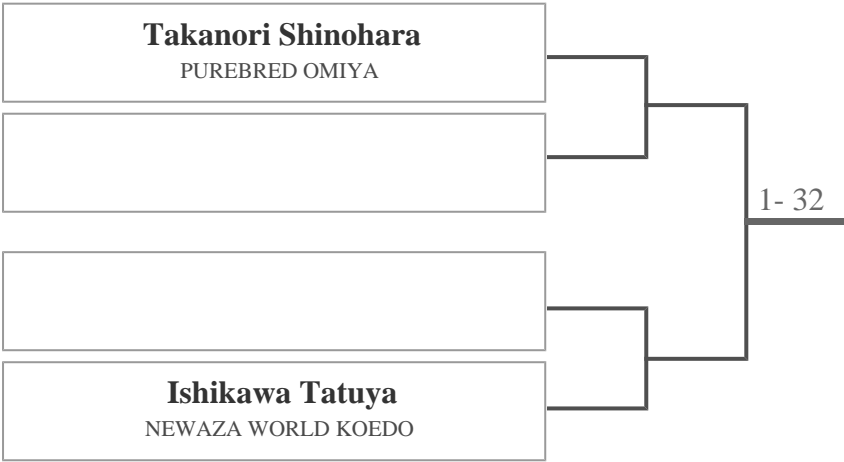 Takanori Shinohara
PUREBRED OMIYA
1- 32
Ishikawa Tatuya
NEWAZA WORLD KOEDO